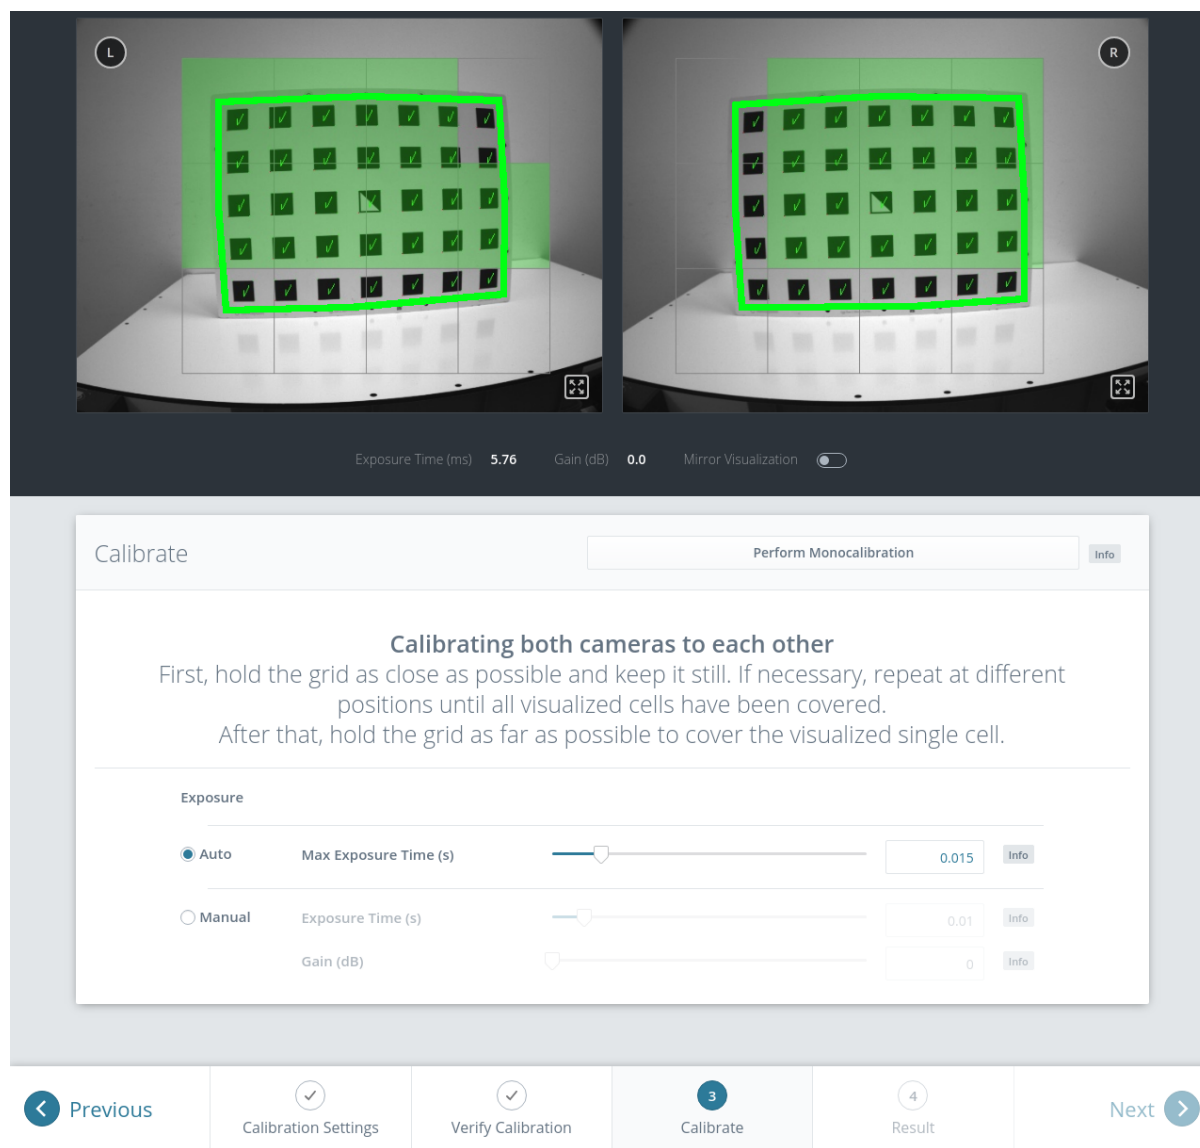 L
R
Exposure Time (ms) 5.76 Gain (dB) 0.0 Mirror Visualization
Calibrate
Perform Monocalibration
Info
Calibrating both cameras to each other
First, hold the grid as close as possible and keep it still. If necessary, repeat at different
positions until all visualized cells have been covered.
After that, hold the grid as far as possible to cover the visualized single cell.
Exposure
Auto Max Exposure Time (s) 0.015 Info
Manual Exposure Time (s) 0.01 Info
Gain (dB) 0 Info
Previous
Calibration Settings
Verify Calibration
3
Calibrate
4
Result
Next